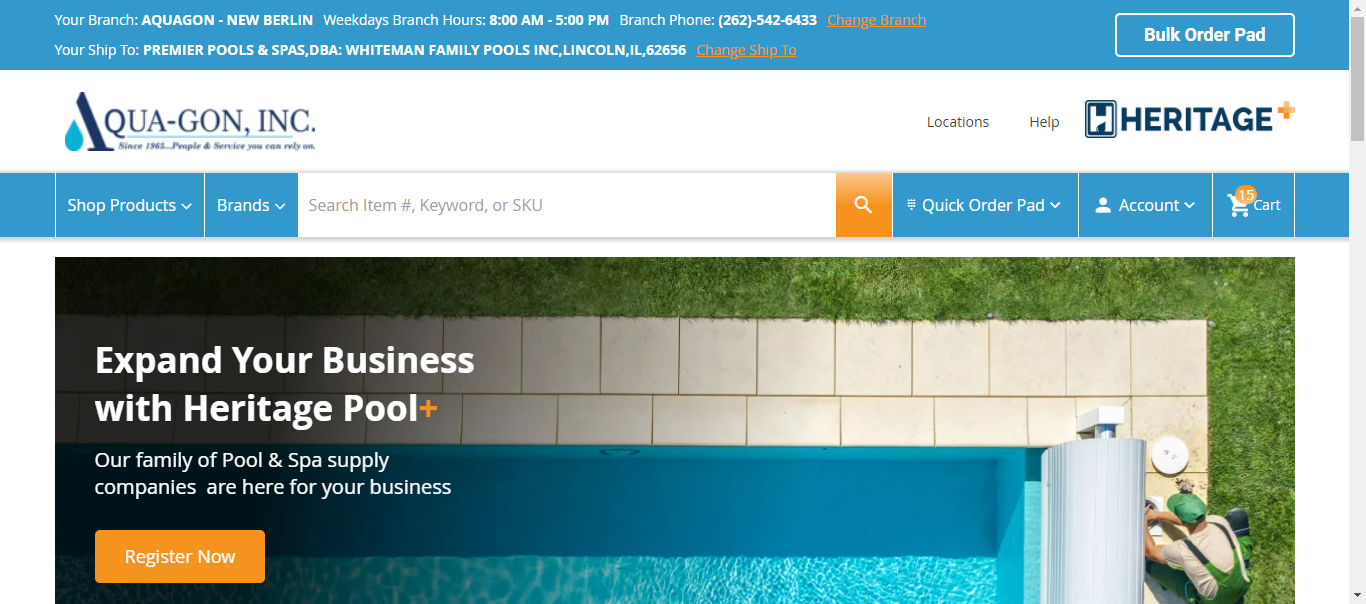 Your Branch: AQUAGON - NEW BERLIN Weekdays Branch Hours: 8:00 AM - 5:00 PM Branch Phone: (262)-542-6433 Change Branch
Your Ship To: PREMIER POOLS & SPAS,DBA: WHITEMAN FAMILY POOLS INC,LINCOLN,IL,62656 Change Ship To
Bulk Order Pad
AQUA-GON, INC.
Since 1965...People & Service you can rely on.
Locations Help HERITAGE+
Shop Products Brands Search Item #, Keyword, or SKU Quick Order Pad Account 15 Cart
Expand Your Business
with Heritage Pool+
Our family of Pool & Spa supply
companies are here for your business
Register Now